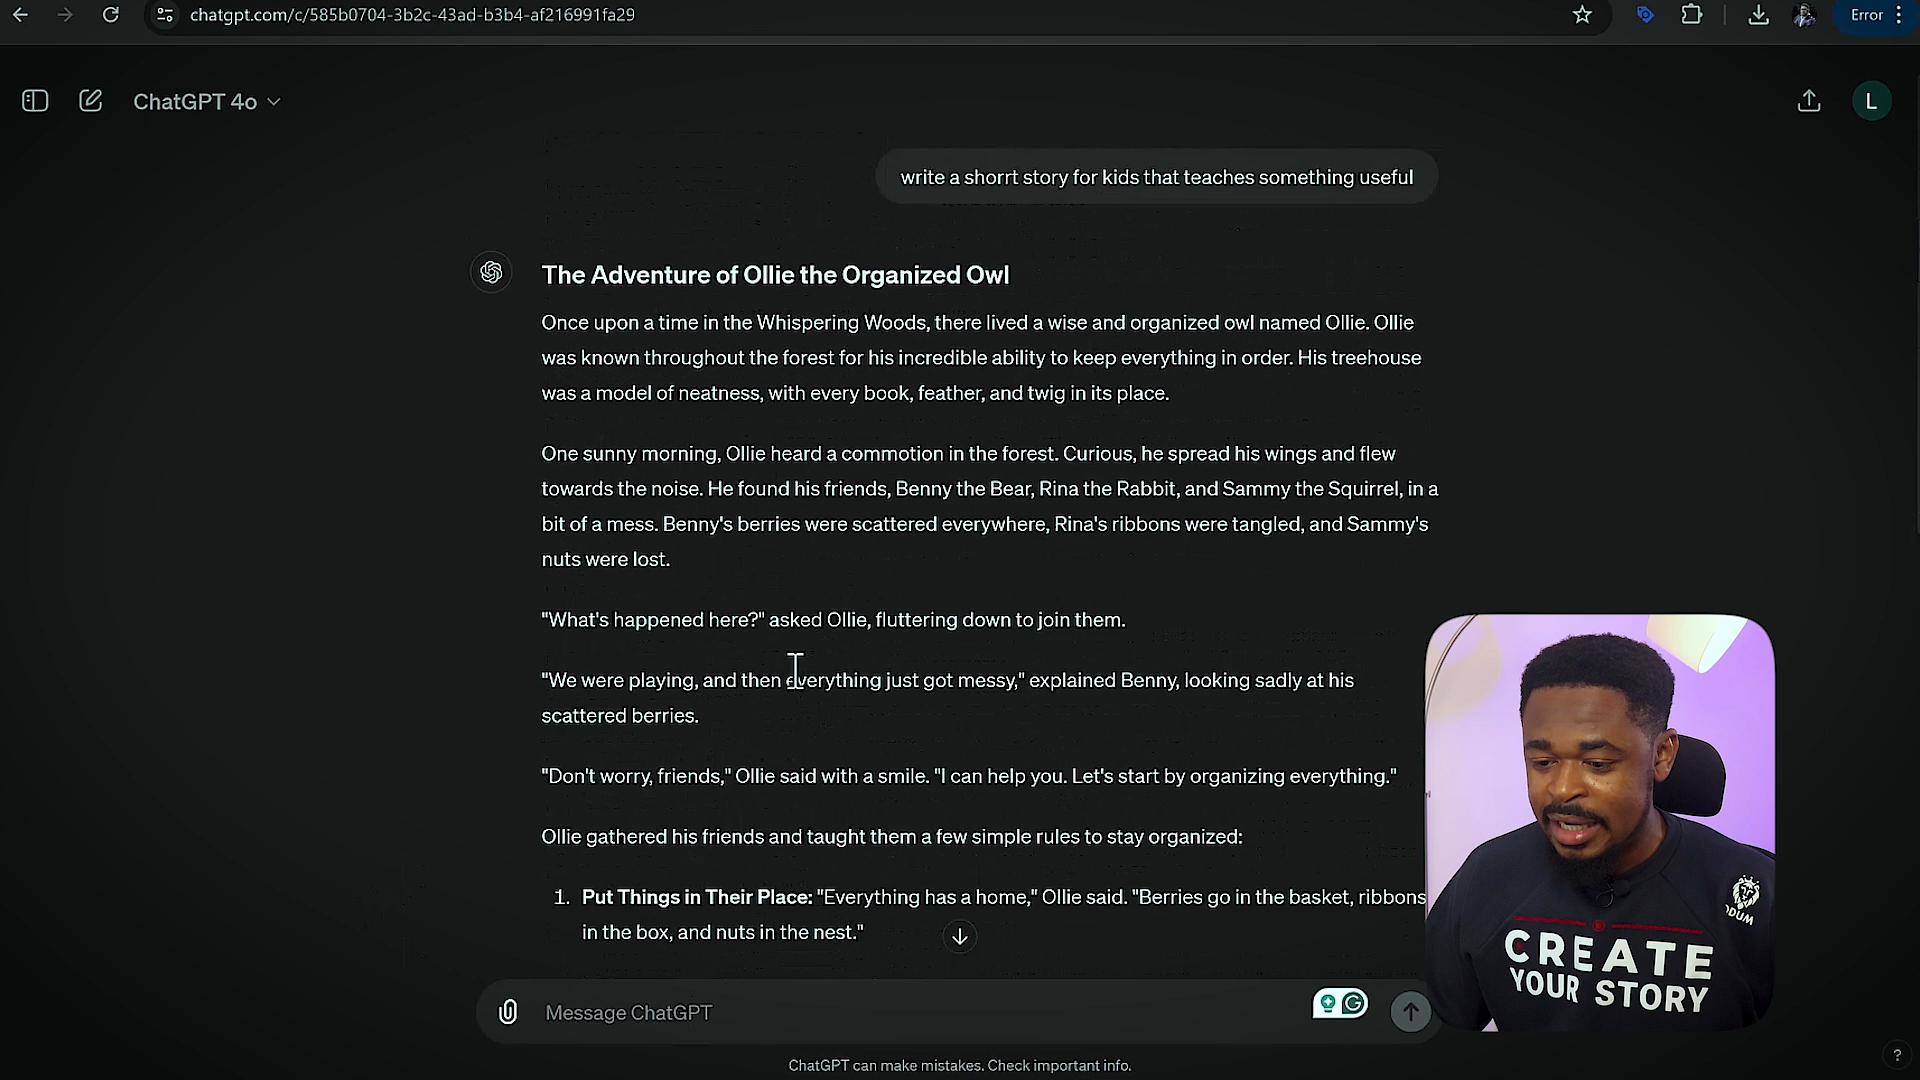 chatgpt.com/c/585b0704-3b2c-43ad-b3b4-af216991fa29
Error
ChatGPT 4o
L
write a shorrt story for kids that teaches something useful
The Adventure of Ollie the Organized Owl
Once upon a time in the Whispering Woods, there lived a wise and organized owl named Ollie. Ollie
was known throughout the forest for his incredible ability to keep everything in order. His treehouse
was a model of neatness, with every book, feather, and twig in its place.
One sunny morning, Ollie heard a commotion in the forest. Curious, he spread his wings and flew
towards the noise. He found his friends, Benny the Bear, Rina the Rabbit, and Sammy the Squirrel, in a
bit of a mess. Benny's berries were scattered everywhere, Rina's ribbons were tangled, and Sammy's
nuts were lost.
"What's happened here?" asked Ollie, fluttering down to join them.
"We were playing, and then everything just got messy," explained Benny, looking sadly at his
scattered berries.
"Don't worry, friends," Ollie said with a smile. "I can help you. Let's start by organizing everything."
Ollie gathered his friends and taught them a few simple rules to stay organized:
1. Put Things in Their Place: "Everything has a home," Ollie said. "Berries go in the basket, ribbons
in the box, and nuts in the nest."
Message ChatGPT
ChatGPT can make mistakes. Check important info.
?
CREATE
YOUR STORY